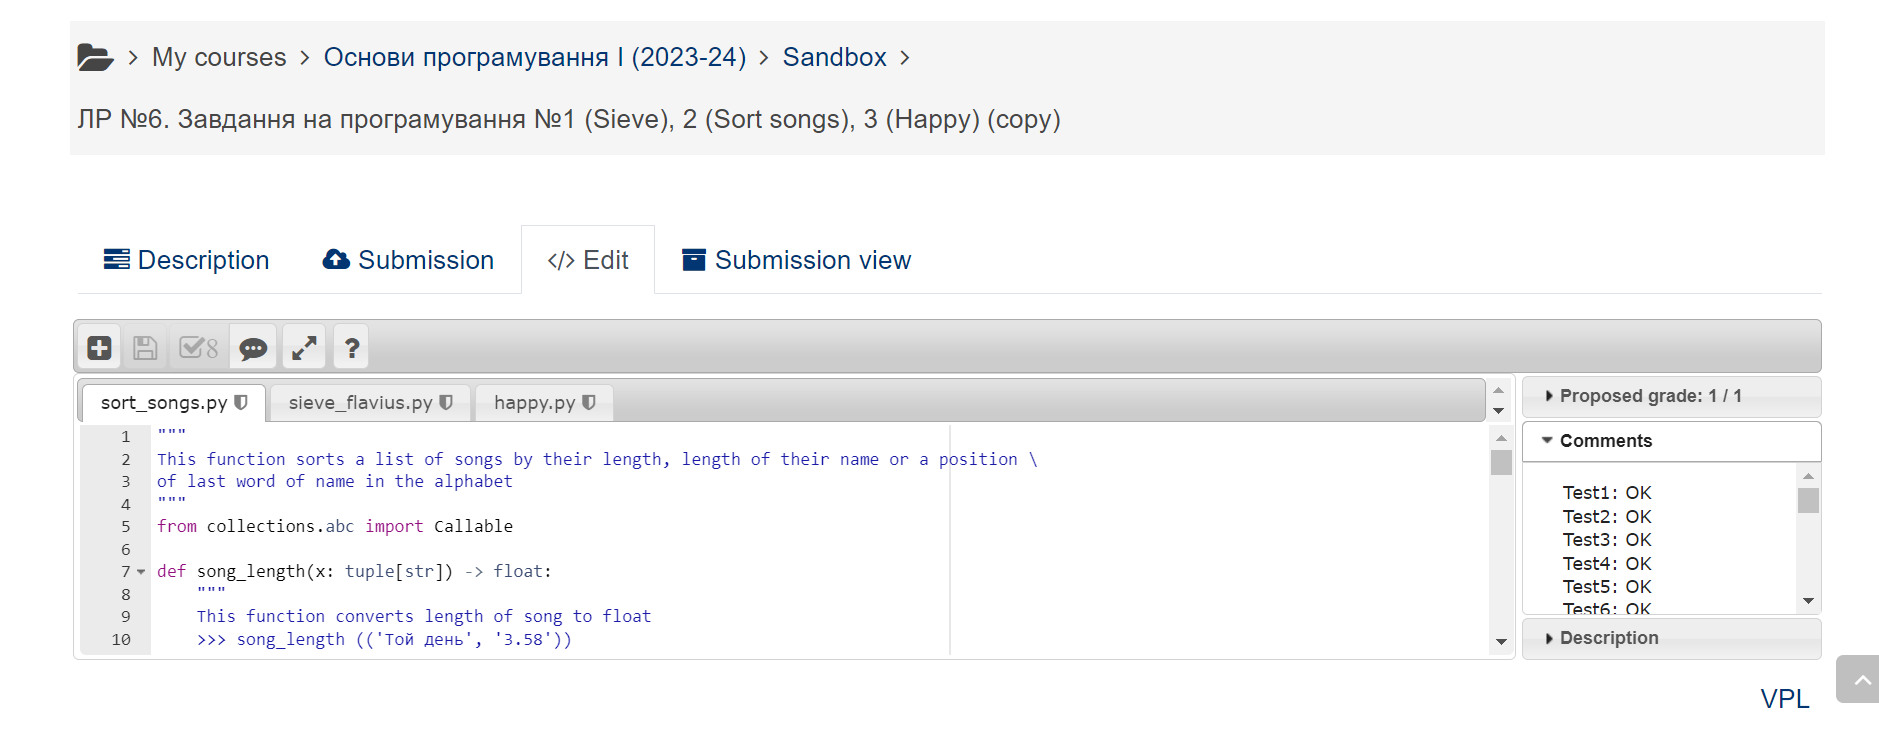 My courses > Основи програмування І (2023-24) > Sandbox >
ЛР №6. Завдання на програмування №1 (Sieve), 2 (Sort songs), 3 (Happy) (copy)
Description Submission </> Edit Submission view
8 ?
sort_songs.py sieve_flavius.py happy.py
1 """
2 This function sorts a list of songs by their length, length of their name or a position \
3 of last word of name in the alphabet
4 """
5 from collections.abc import Callable
6
7 def song_length(x: tuple[str]) -> float:
8 """
9 This function converts length of song to float
10 >>> song_length (('Той день', '3.58'))
Proposed grade: 1 / 1
Comments
Test1: OK
Test2: OK
Test3: OK
Test4: OK
Test5: OK
Test6: OK
Description
VPL